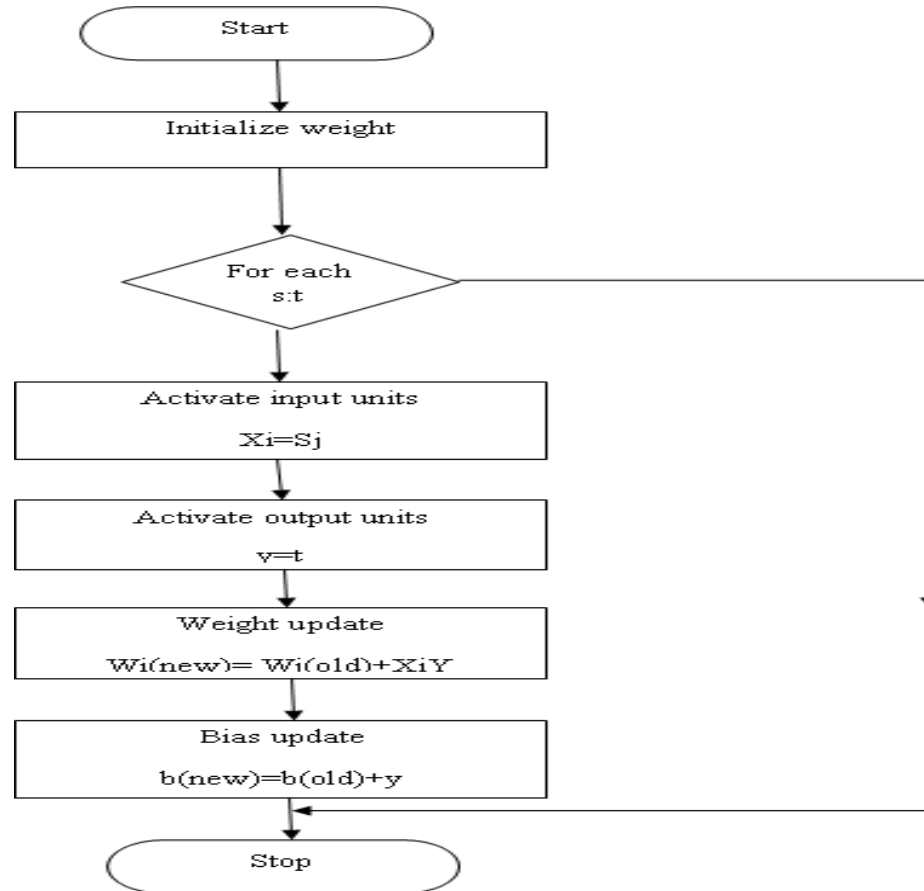 Start
Initialize weight
For each
s:t
Activate input units
Xi=Sj
Activate output units
y=t
Weight update
Wi(new)= Wi(old)+XiY
Bias update
b(new)=b(old)+y
Stop